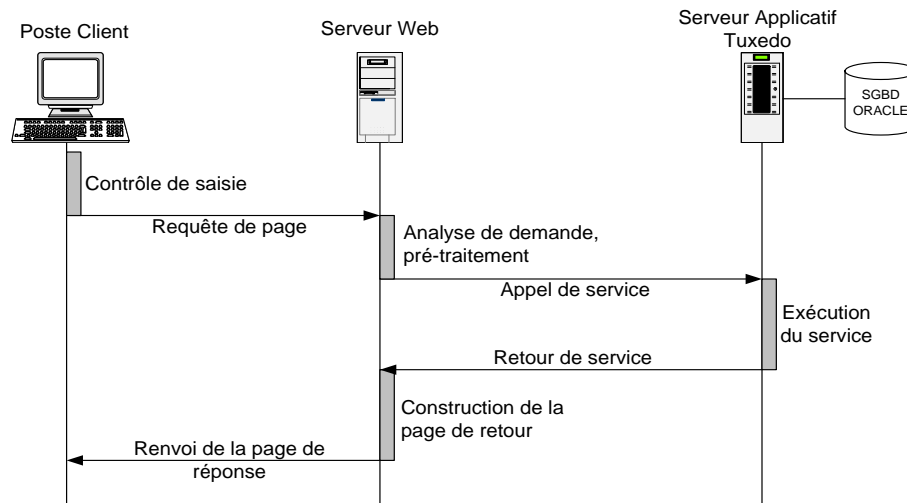 Poste Client
Serveur Web
Serveur Applicatif
Tuxedo
SGBD
ORACLE
Contrôle de saisie
Requête de page
Analyse de demande,
pré-traitement
Appel de service
Exécution
du service
Retour de service
Construction de la
page de retour
Renvoi de la page de
réponse